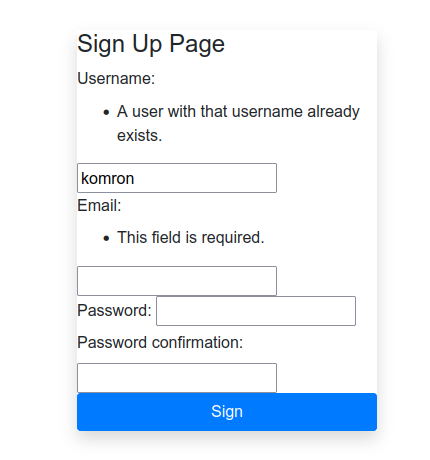 Sign Up Page
Username:
• A user with that username already
exists.
komron
Email:
• This field is required.
Password:
Password confirmation:
Sign